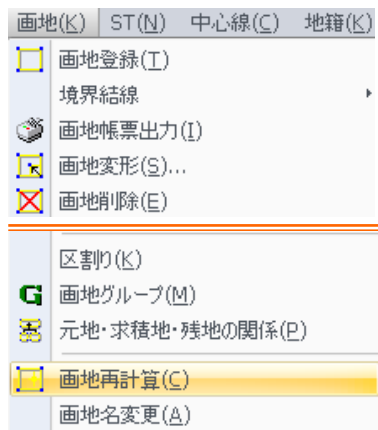 画地(K) ST(N) 中心線(C) 地籍(K)
画地登録(T)
境界結線
画地帳票出力(I)
画地変形(S)...
画地削除(E)
区割り(K)
画地グループ(M)
元地・求積地・残地の関係(P)
画地再計算(C)
画地名変更(A)